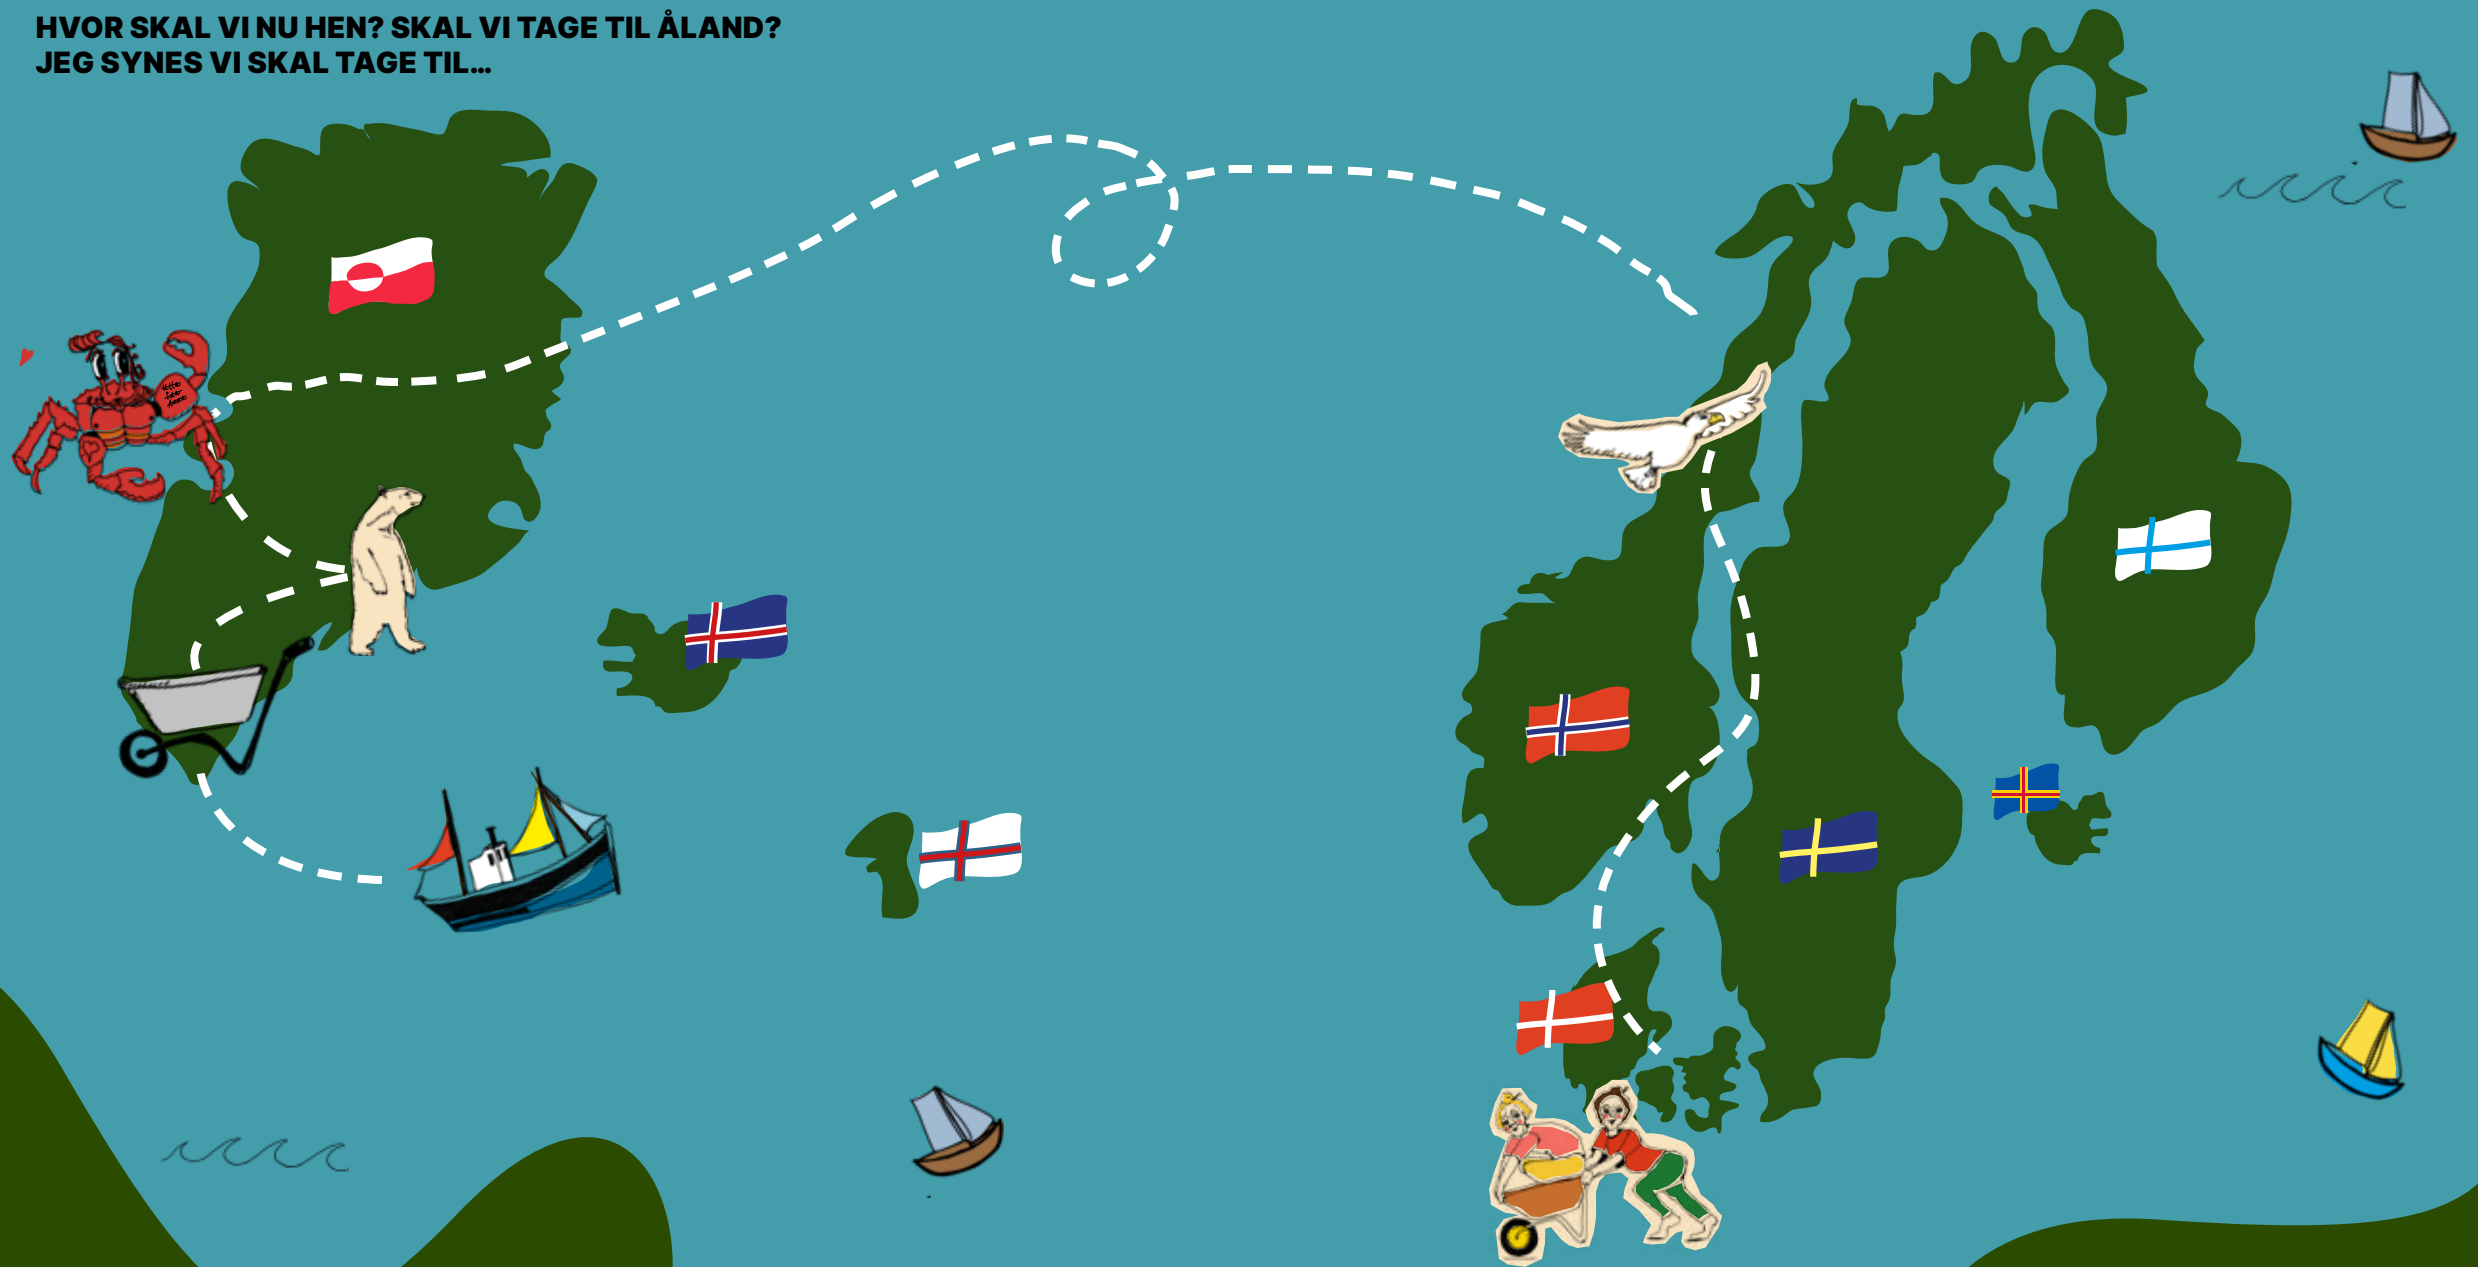 HVOR SKAL VI NU HEN? SKAL VI TAGE TIL ÅLAND?
JEG SYNES VI SKAL TAGE TIL...